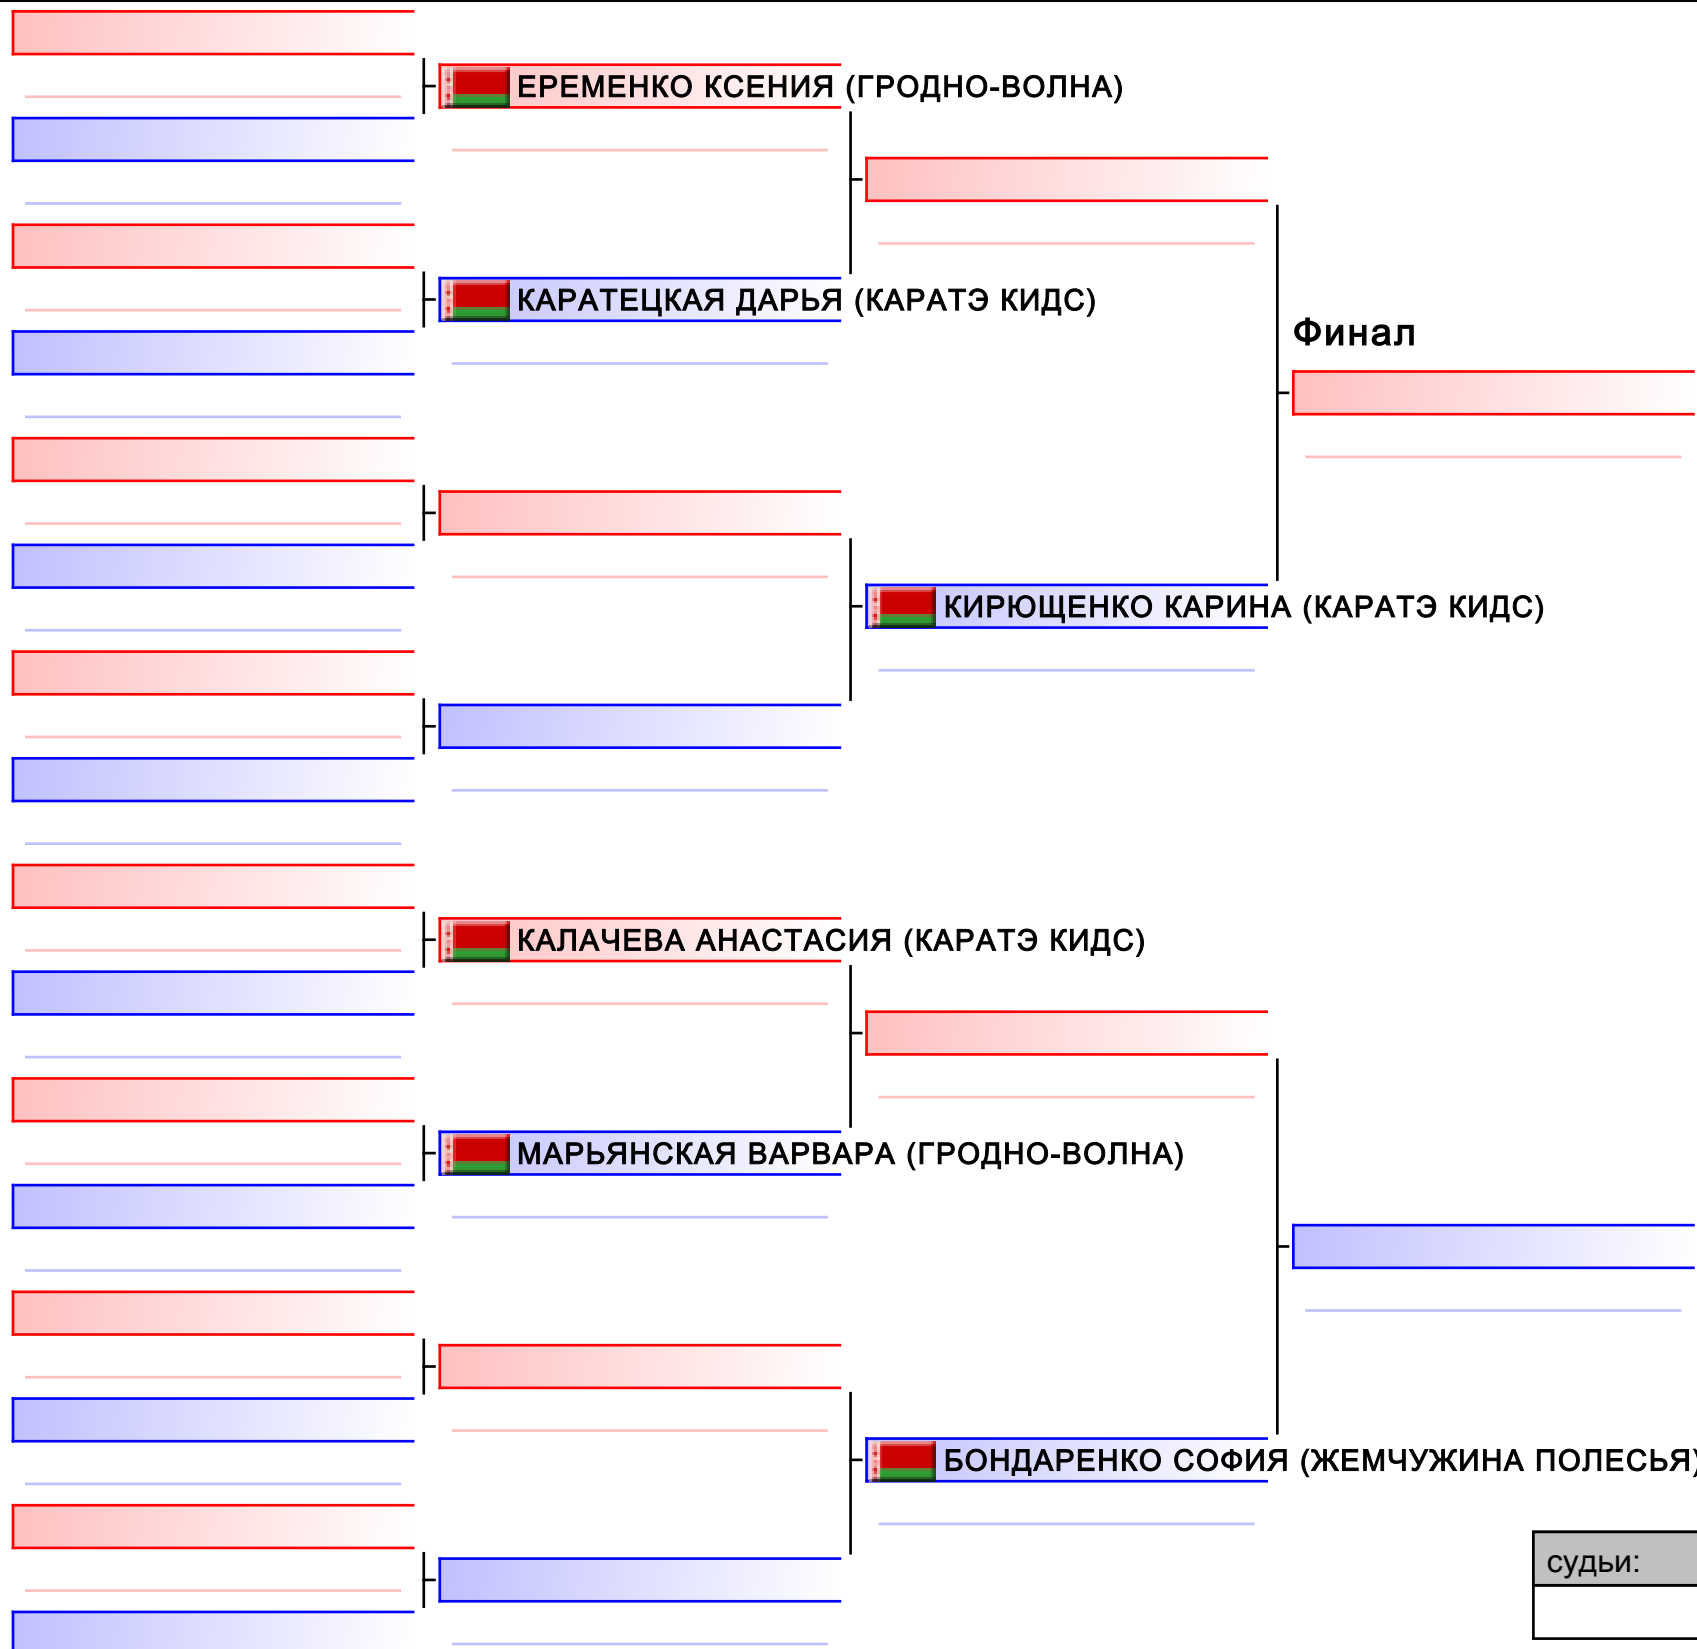 ЕРЕМЕНКО КСЕНИЯ (ГРОДНО-ВОЛНА)
КАРАТЕЦКАЯ ДАРЬЯ (КАРАТЭ КИДС)
Финал
КИРЮЩЕНКО КАРИНА (КАРАТЭ КИДС)
КАЛАЧЕВА АНАСТАСИЯ (КАРАТЭ КИДС)
МАРЬЯНСКАЯ ВАРВАРА (ГРОДНО-ВОЛНА)
БОНДАРЕНКО СОФИЯ (ЖЕМЧУЖИНА ПОЛЕСЬЯ)
судьи: